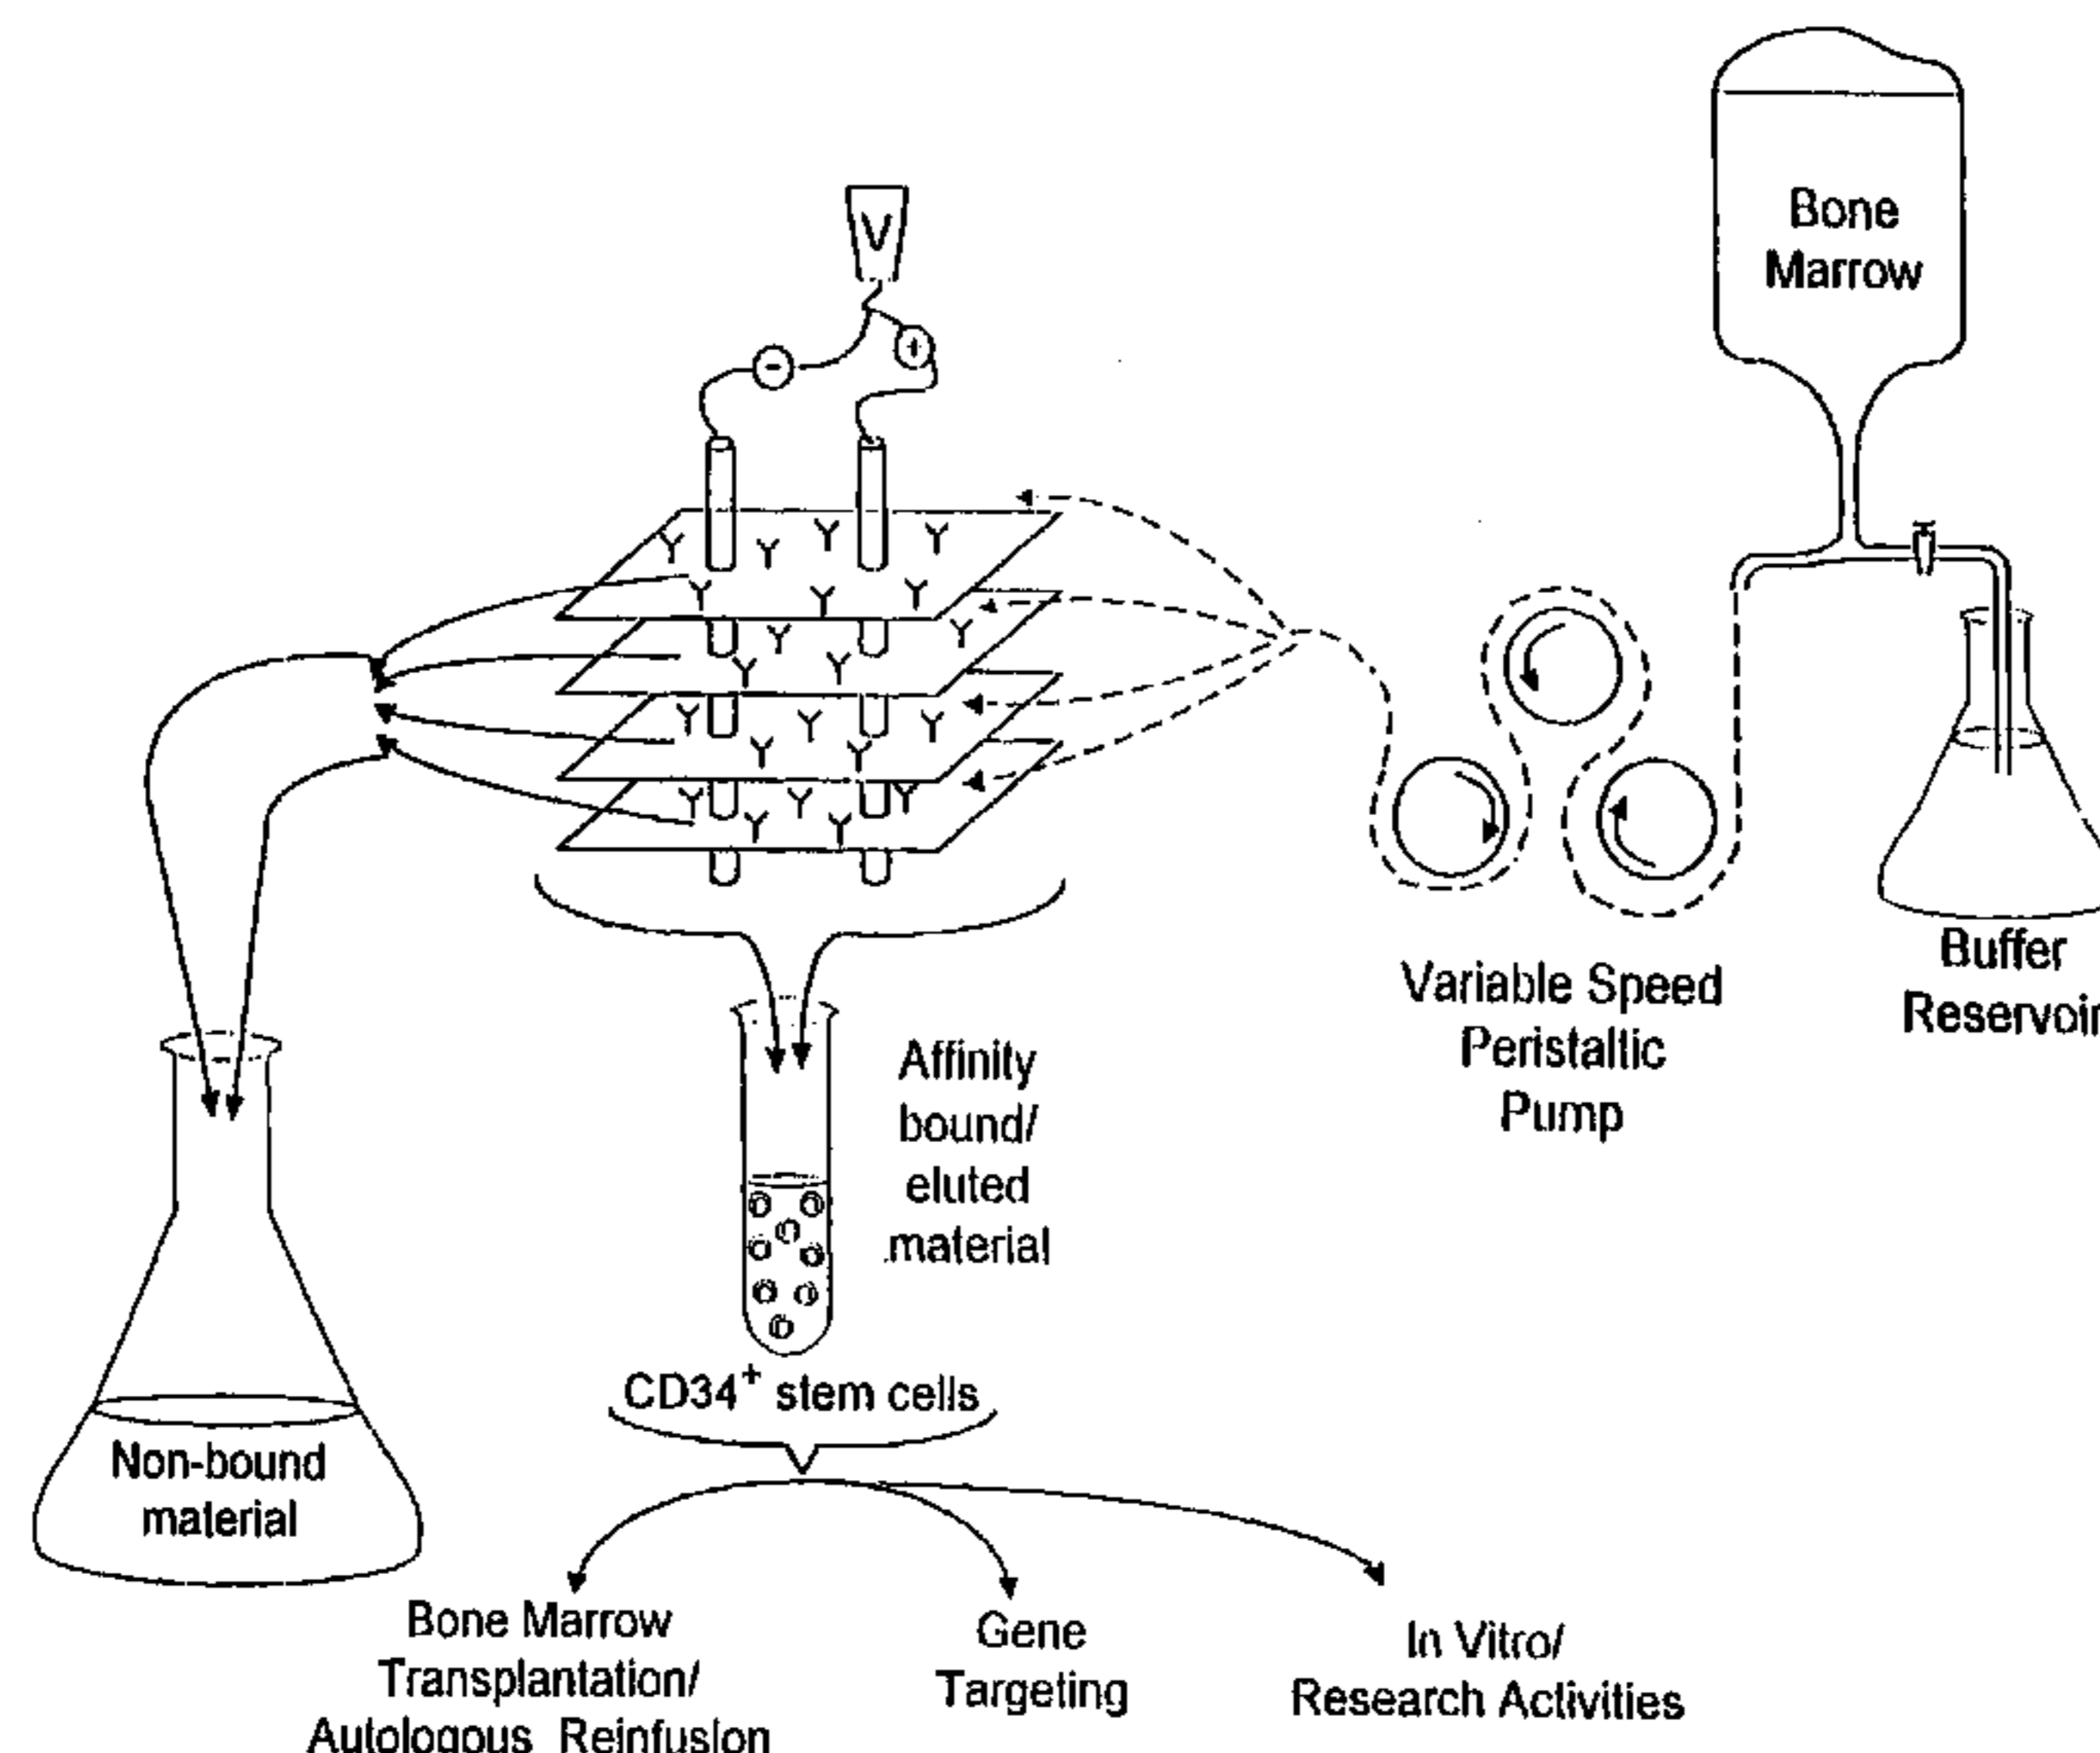 Bone
Marrow
V
-
+
Y Y Y Y Y
Y Y Y
Y Y
Y Y
Y Y Y
Y Y
Y Y Y
Y Y
Buffer
Reservoir
Variable Speed
Peristaltic
Pump
Affinity
bound/
eluted
material
CD34⁺ stem cells
Non-bound
material
Bone Marrow
Transplantation/
Autologous Reinfusion
Gene
Targeting
In Vitro/
Research Activities